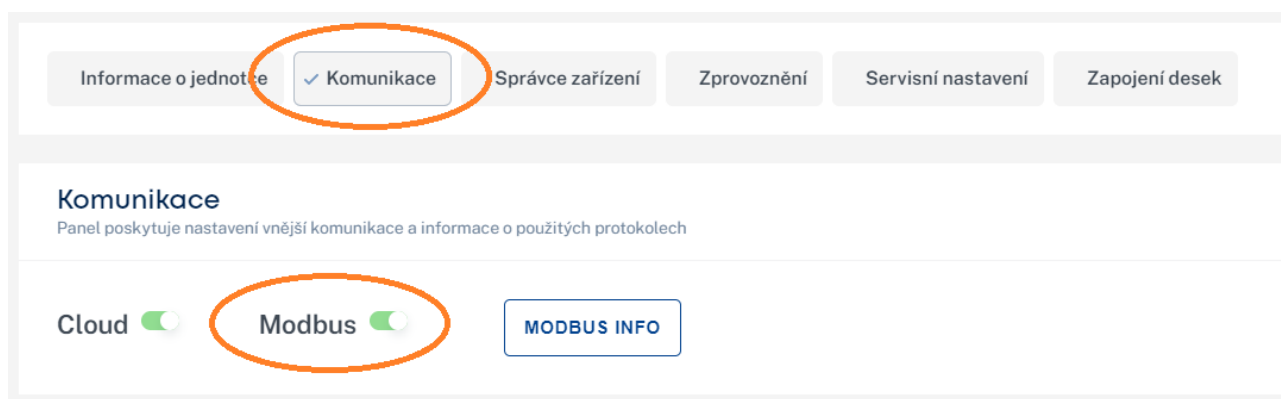 Informace o jednotce Komunikace Správce zařízení Zprovoznění Servisní nastavení Zapojení desek
Komunikace
Panel poskytuje nastavení vnější komunikace a informace o použitých protokolech
Cloud Modbus MODBUS INFO